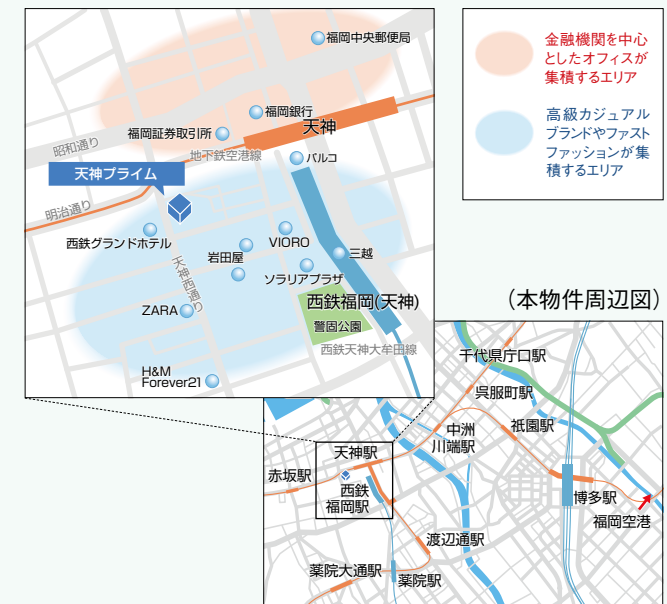 福岡中央郵便局
福岡銀行
天神
福岡証券取引所
昭和通り
地下鉄空港線
パルコ
天神プライム
明治通り
西鉄グランドホテル
VIORO
岩田屋
三越
天神西通り
ソラリアプラザ
西鉄福岡(天神)
ZARA
警固公園
西鉄天神大牟田線
H&M
Forever21
金融機関を中心
としたオフィスが
集積するエリア
高級カジュアル
ブランドやファスト
ファッションが集
積するエリア
(本物件周辺図)
千代県庁口駅
呉服町駅
中洲
川端駅
祇園駅
天神駅
赤坂駅
西鉄
福岡駅
博多駅
福岡空港
渡辺通駅
薬院大通駅
薬院駅